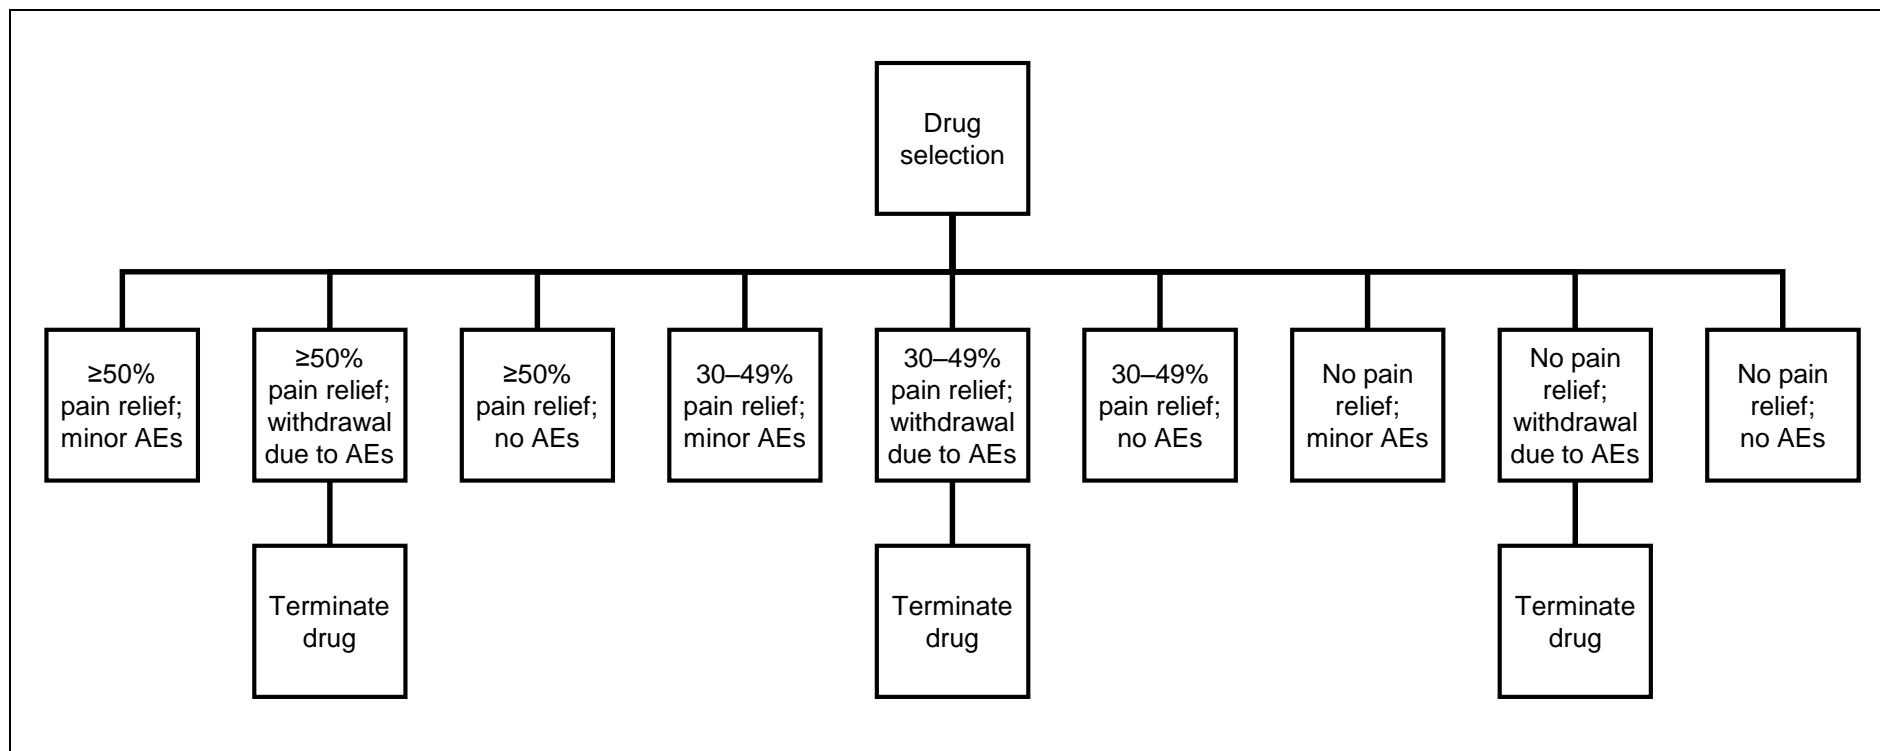 Drug
selection
≥50%
pain relief;
minor AEs
≥50%
pain relief;
withdrawal
due to AEs
≥50%
pain relief;
no AEs
30–49%
pain relief;
minor AEs
30–49%
pain relief;
withdrawal
due to AEs
30–49%
pain relief;
no AEs
No pain
relief;
minor AEs
No pain
relief;
withdrawal
due to AEs
No pain
relief;
no AEs
Terminate
drug
Terminate
drug
Terminate
drug